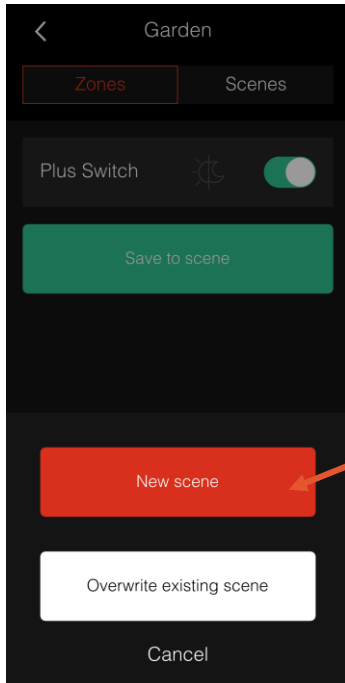 Garden
Zones Scenes
Plus Switch
Save to scene
New scene
Overwrite existing scene
Cancel